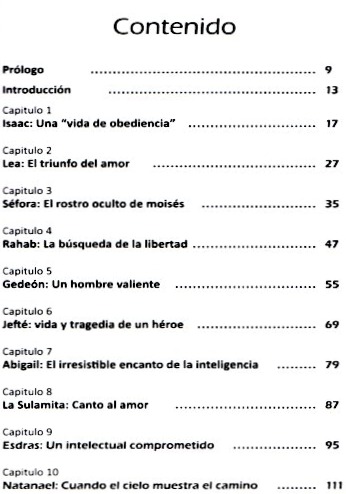 Contenido
Prólogo .................................................. 9
Introducción .............................................. 13
Capitulo 1
Isaac: Una "vida de obediencia" ............................ 17
Capitulo 2
Lea: El triunfo del amor .................................... 27
Capitulo 3
Séfora: El rostro oculto de moisés ......................... 35
Capitulo 4
Rahab: La búsqueda de la libertad .......................... 47
Capitulo 5
Gedeón: Un hombre valiente ............................... 55
Capitulo 6
Jefté: vida y tragedia de un héroe .......................... 69
Capitulo 7
Abigail: El irresistible encanto de la inteligencia ......... 79
Capitulo 8
La Sulamita: Canto al amor ............................... 87
Capitulo 9
Esdras: Un intelectual comprometido ..................... 95
Capitulo 10
Natanael: Cuando el cielo muestra el camino ......... 111